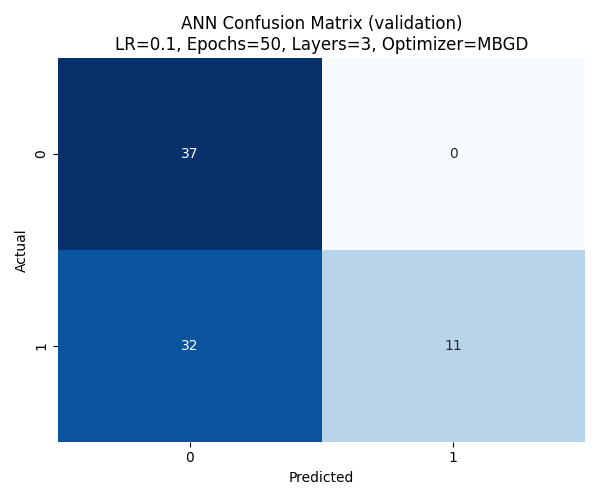 ANN Confusion Matrix (validation)
LR=0.1, Epochs=50, Layers=3, Optimizer=MBGD
0
37
0
Actual
1
32
11
0
1
Predicted